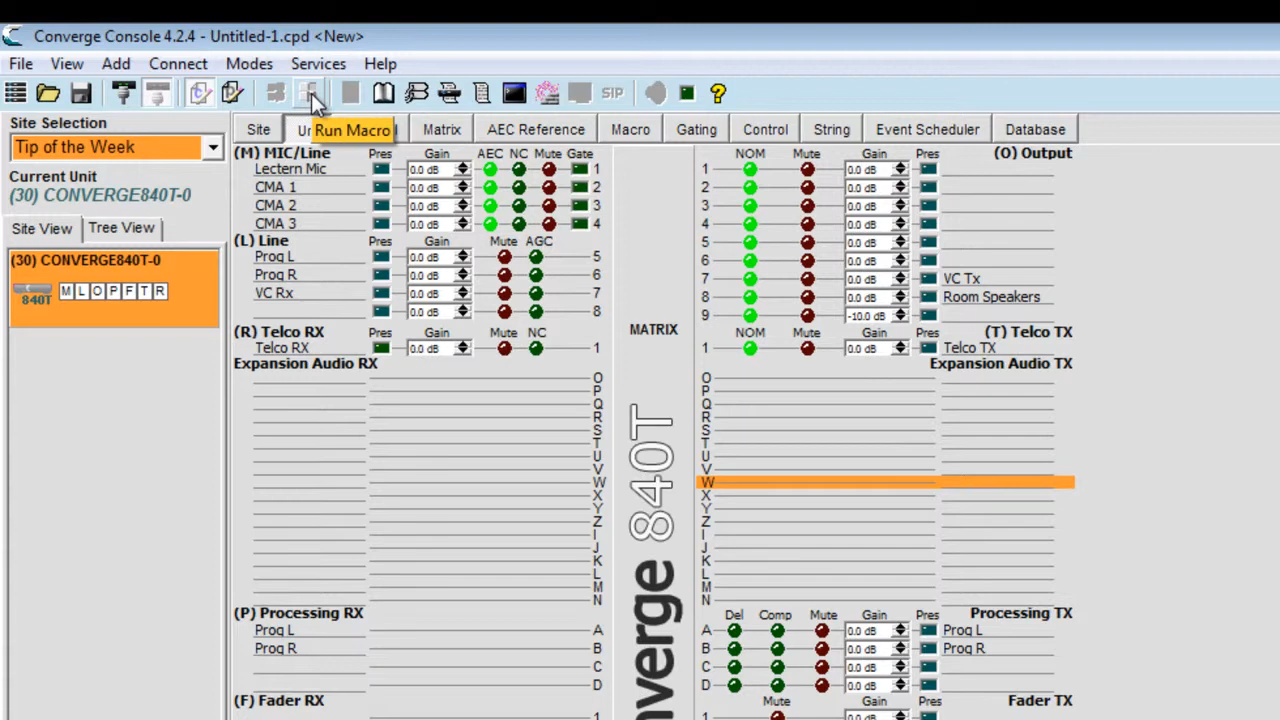 Converge Console 4.2.4 - Untitled-1.cpd <New>
File View Add Connect Modes Services Help
SIP
Run Macro
Site Selection
Tip of the Week
Current Unit
(30) CONVERGE840T-0
Site View Tree View
(30) CONVERGE840T-0
840T M L O P F T R
Site Matrix AEC Reference Macro Gating Control String Event Scheduler Database
(M) MIC/Line Pres Gain AEC NC Mute Gate
Lectern Mic 0.0 dB 1
CMA 1 0.0 dB 2
CMA 2 0.0 dB 3
CMA 3 0.0 dB 4
(L) Line Pres Gain Mute AGC
Prog L 0.0 dB 5
Prog R 0.0 dB 6
VC Rx 0.0 dB 7
0.0 dB 8
(R) Telco RX Pres Gain Mute NC
Telco RX 0.0 dB 1
Expansion Audio RX
O
P
Q
R
S
T
U
V
W
X
Y
Z
I
J
K
L
M
N
(P) Processing RX
Prog L A
Prog R B
C
D
(F) Fader RX
1
MATRIX
Converge 840T
NOM Mute Gain Pres (O) Output
1 0.0 dB
2 0.0 dB
3 0.0 dB
4 0.0 dB
5 0.0 dB
6 0.0 dB
7 0.0 dB VC Tx
8 0.0 dB Room Speakers
9 -10.0 dB
NOM Mute Gain Pres (T) Telco TX
1 0.0 dB Telco TX
Expansion Audio TX
O
P
Q
R
S
T
U
V
W
X
Y
Z
I
J
K
L
M
N
Del Comp Mute Gain Pres Processing TX
A 0.0 dB Prog L
B 0.0 dB Prog R
C 0.0 dB
D 0.0 dB
Mute Gain Pres Fader TX
1 0.0 dB